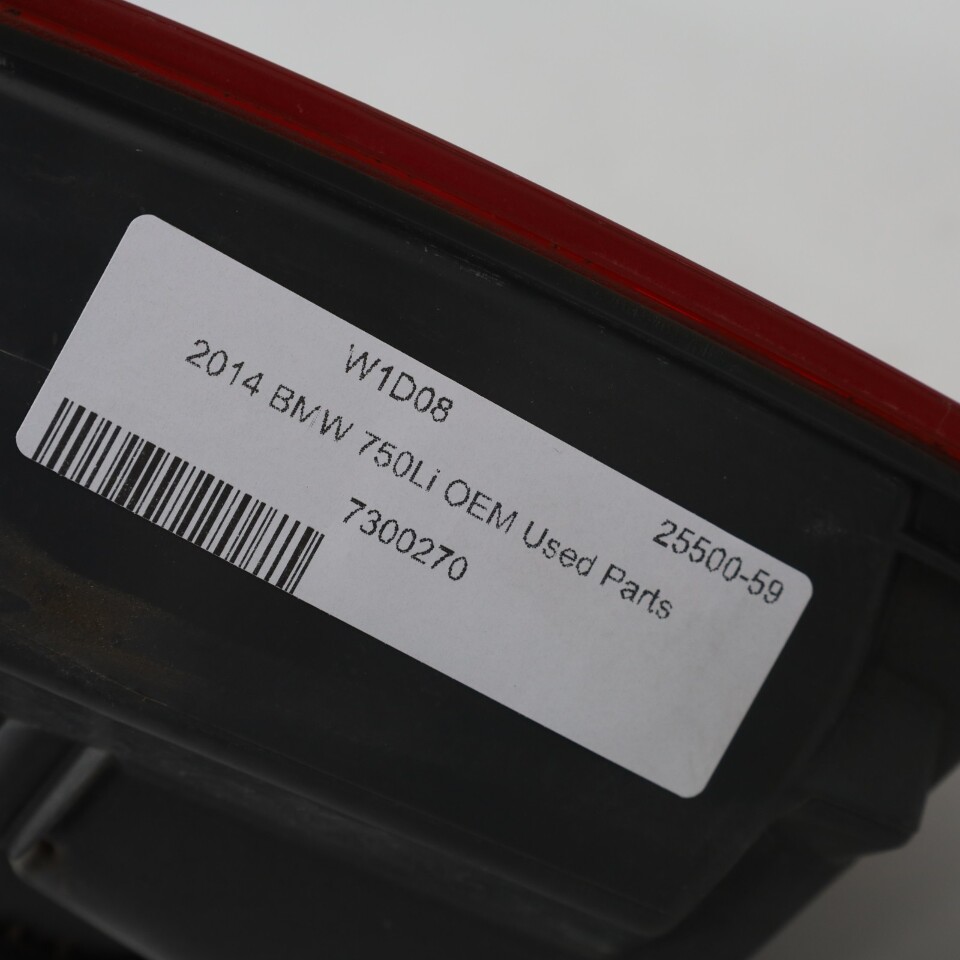 W1D08
2014 BMW 750Li OEM Used Parts
7300270
25500-59